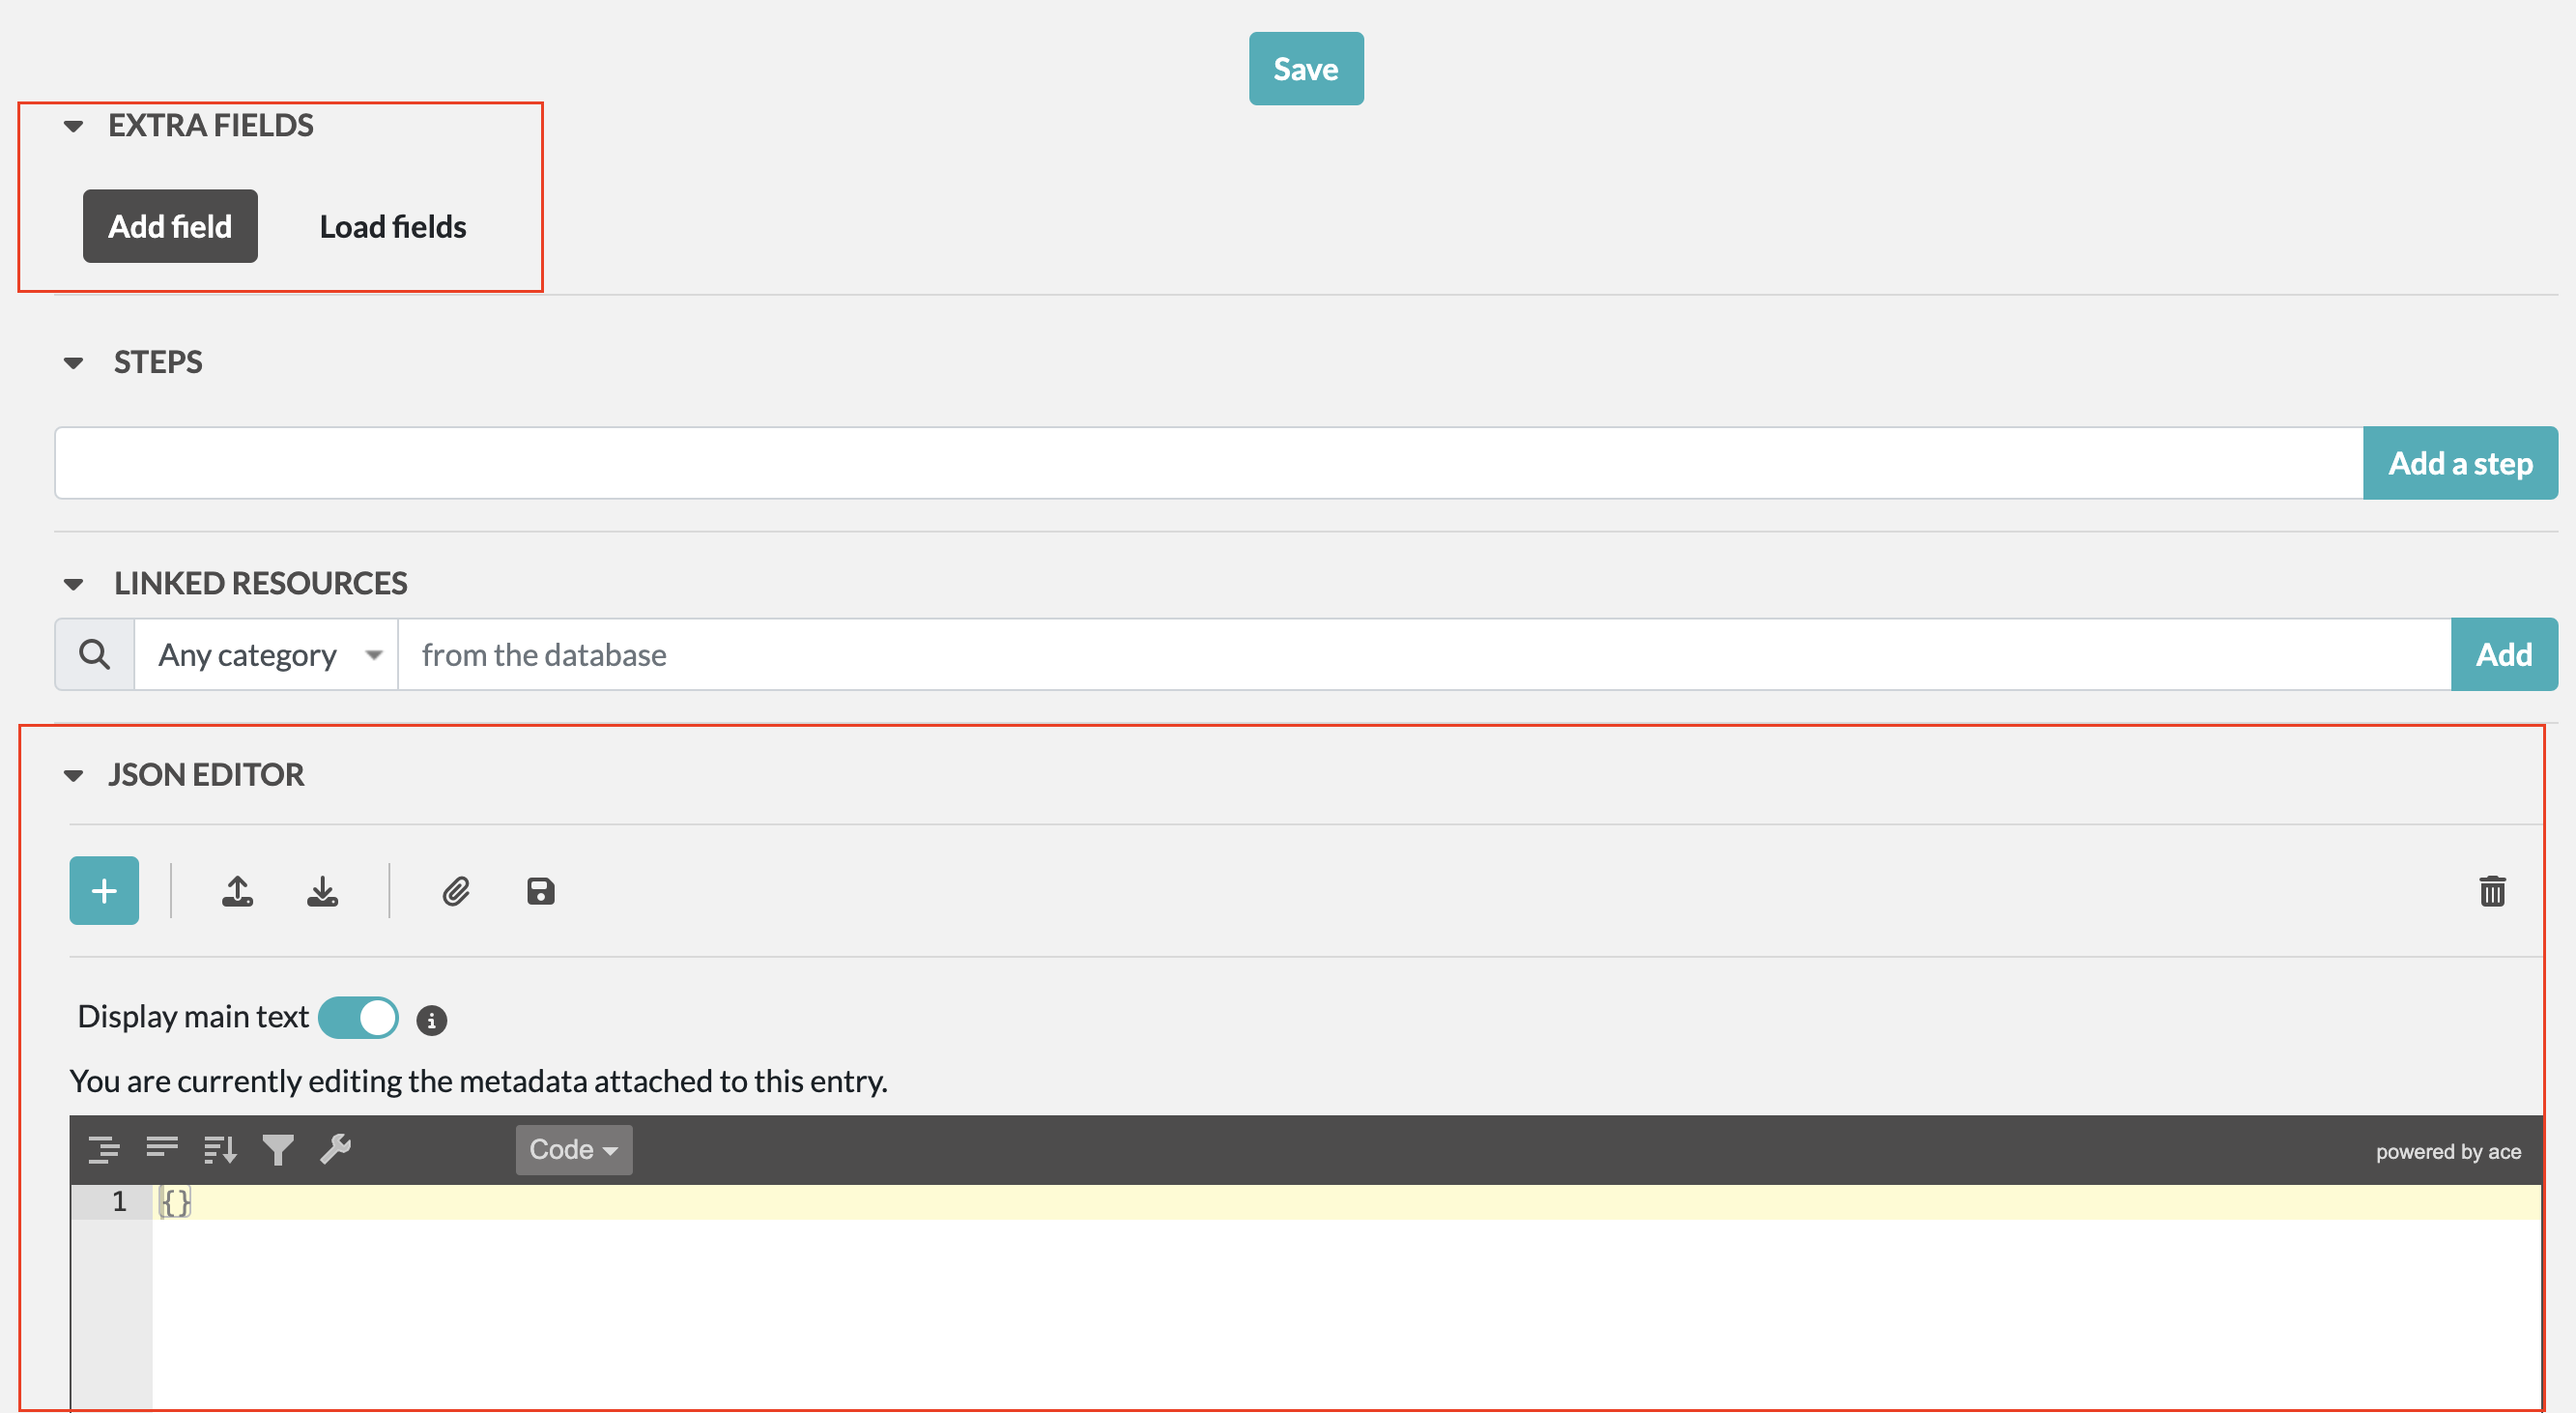 Save
EXTRA FIELDS
Add field Load fields
STEPS
Add a step
LINKED RESOURCES
Any category from the database Add
JSON EDITOR
Display main text
You are currently editing the metadata attached to this entry.
Code powered by ace
1 {}